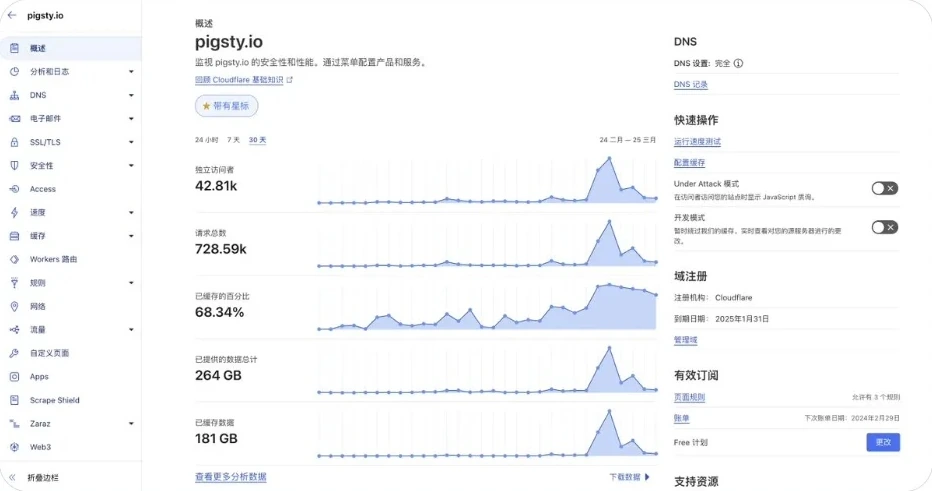 pigsty.io
概述
分析和日志
DNS
电子邮件
SSL/TLS
安全性
Access
速度
缓存
Workers 路由
规则
网络
流量
自定义页面
Apps
Scrape Shield
Zaraz
Web3
折叠边栏
概述
pigsty.io
监视 pigsty.io 的安全性和性能。通过菜单配置产品和服务。
回顾 Cloudflare 基础知识
带有星标
24 小时 7 天 30 天
24 二月 — 25 三月
独立访问者
42.81k
请求总数
728.59k
已缓存的百分比
68.34%
已提供的数据总计
264 GB
已缓存数据
181 GB
查看更多分析数据
下载数据
DNS
DNS 设置: 完全
DNS 记录
快速操作
运行速度测试
配置缓存
Under Attack 模式
在访问者访问您的站点时显示 JavaScript 质询。
开发模式
暂时绕过我们的缓存，实时查看对您的源服务器进行的更
改。
域注册
注册机构: Cloudflare
到期日期: 2025年1月31日
管理域
有效订阅
页面规则
允许有 3 个规则
账单
下次账单日期: 2024年2月29日
Free 计划
更改
支持资源